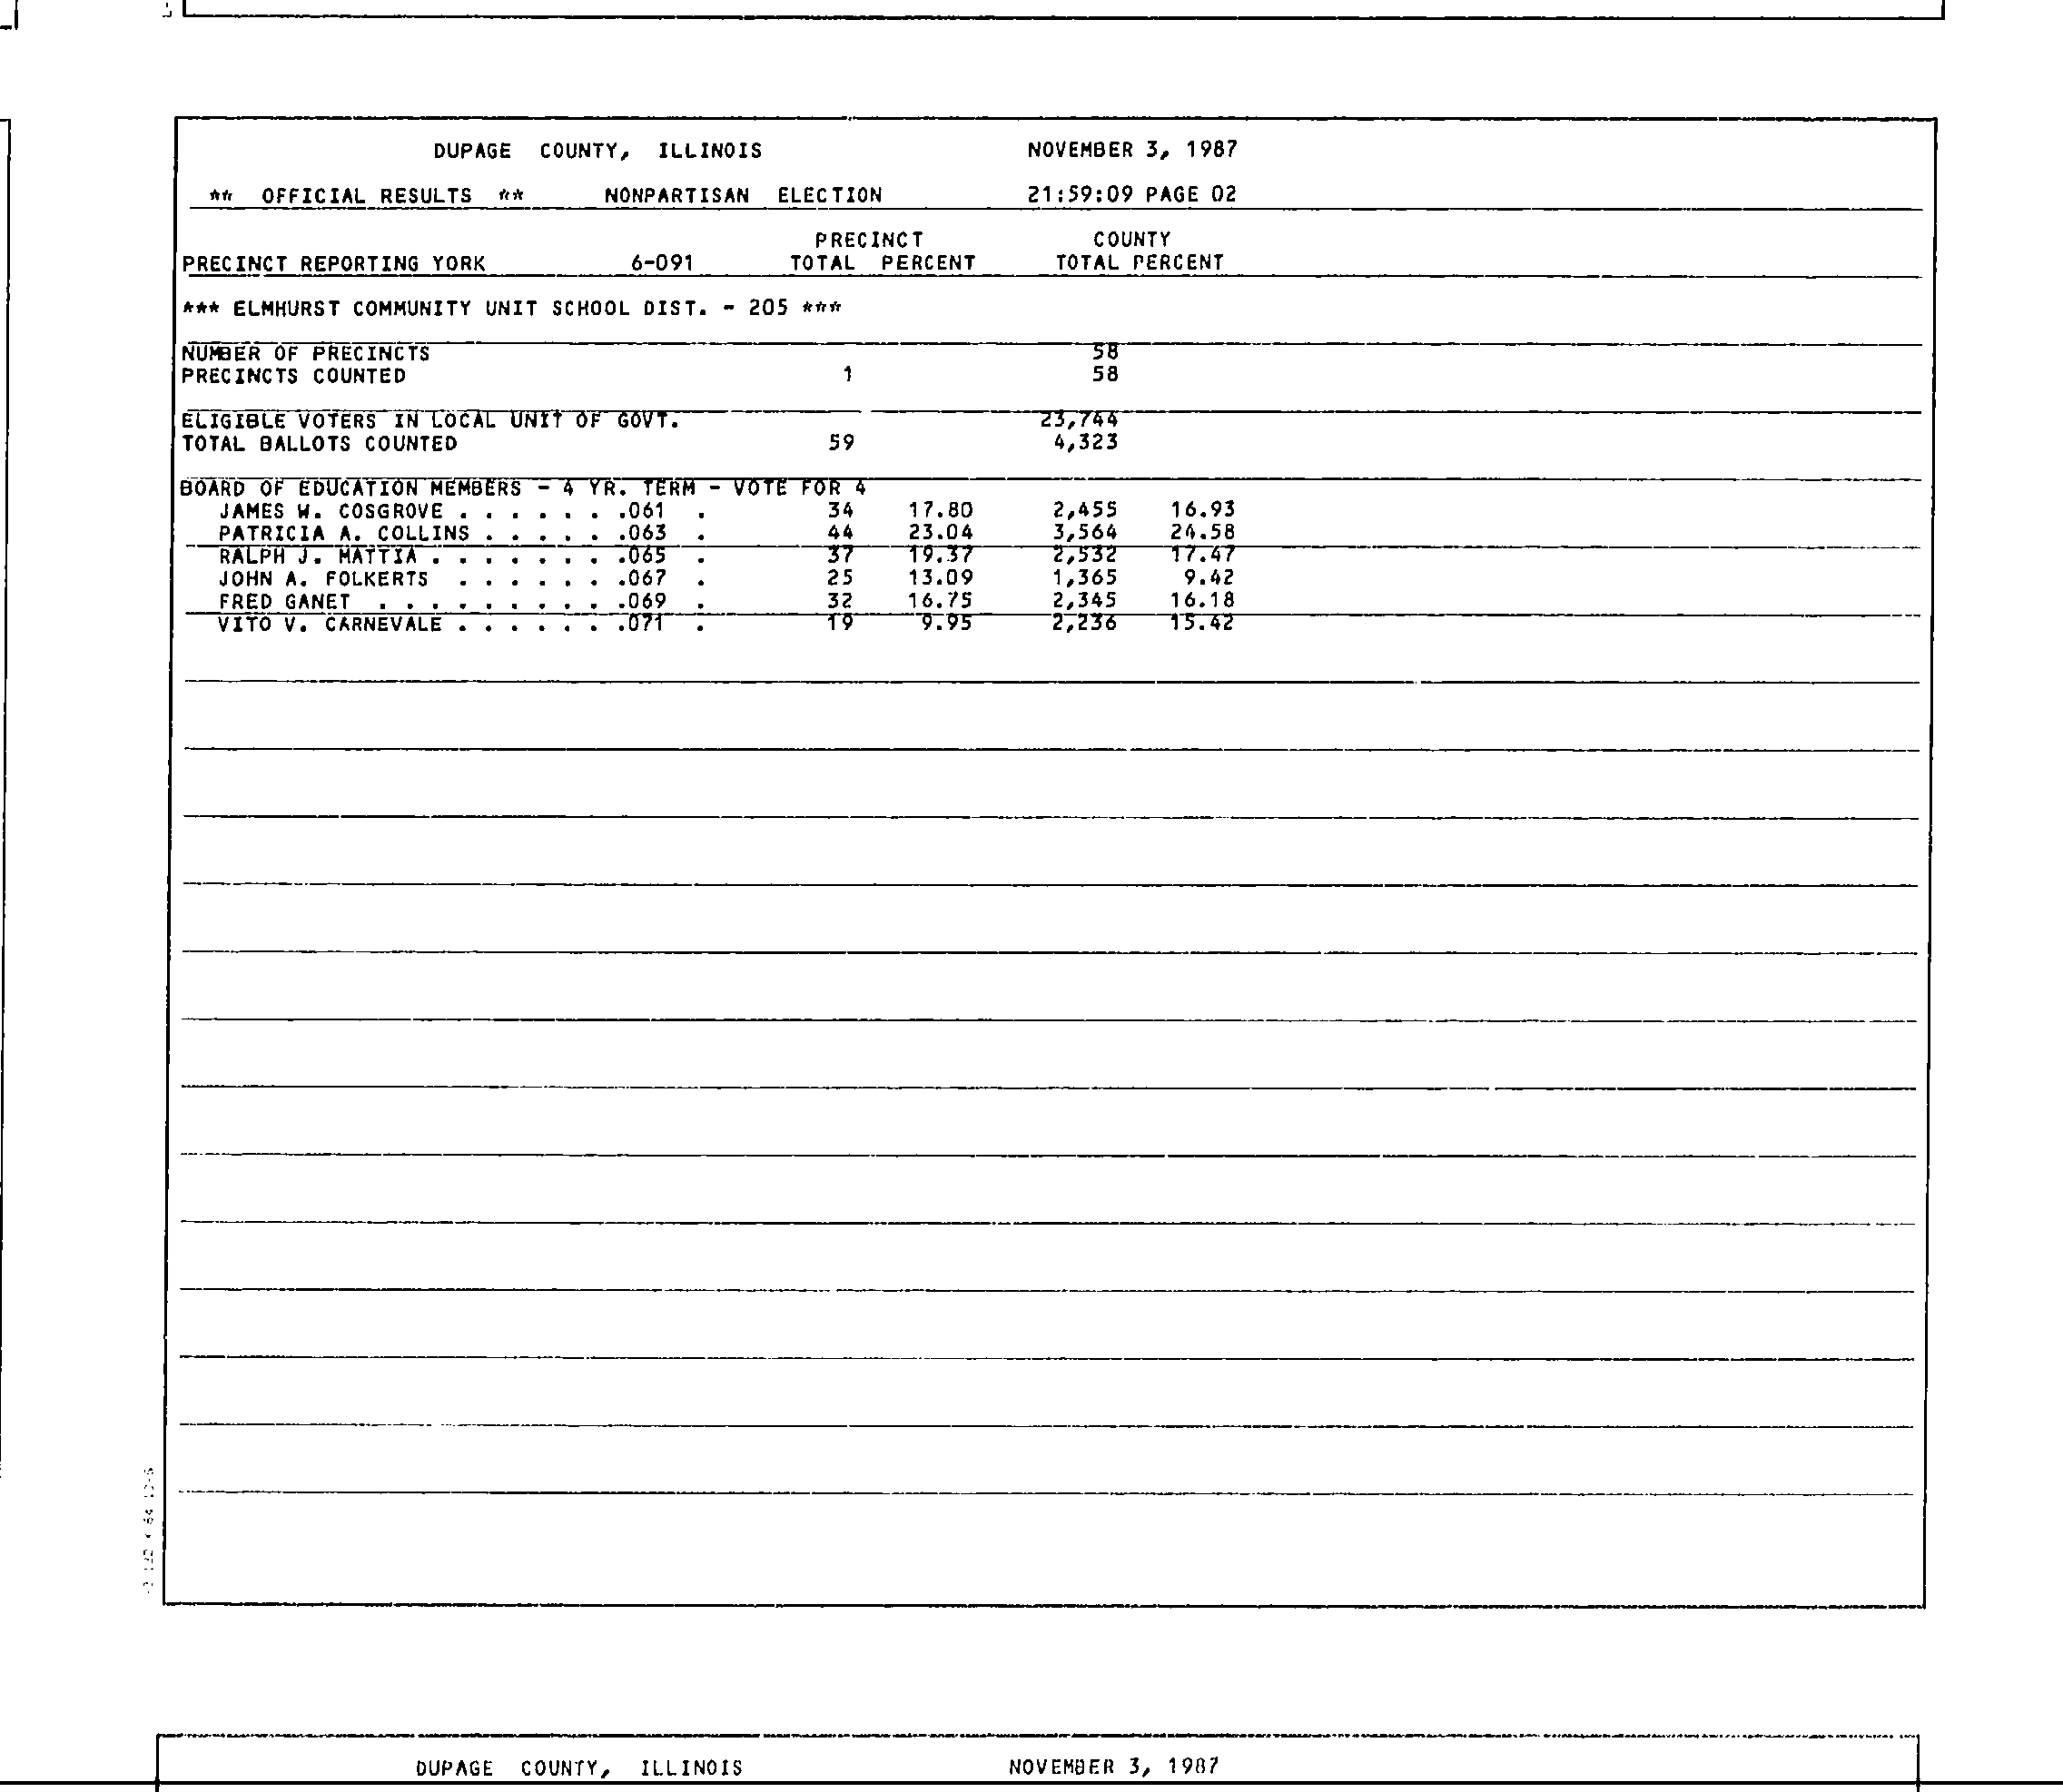 DUPAGE COUNTY, ILLINOIS NOVEMBER 3, 1987
** OFFICIAL RESULTS ** NONPARTISAN ELECTION 21:59:09 PAGE 02
PRECINCT COUNTY
PRECINCT REPORTING YORK 6-091 TOTAL PERCENT TOTAL PERCENT
*** ELMHURST COMMUNITY UNIT SCHOOL DIST. - 205 ***
NUMBER OF PRECINCTS 58
PRECINCTS COUNTED 1 58
ELIGIBLE VOTERS IN LOCAL UNIT OF GOVT. 23,744
TOTAL BALLOTS COUNTED 59 4,323
BOARD OF EDUCATION MEMBERS - 4 YR. TERM - VOTE FOR 4
JAMES W. COSGROVE . . . . . . .061 . 34 17.80 2,455 16.93
PATRICIA A. COLLINS . . . . . .063 . 44 23.04 3,564 24.58
RALPH J. MATTIA . . . . . . . .065 . 37 19.37 2,532 17.47
JOHN A. FOLKERTS . . . . . . .067 . 25 13.09 1,365 9.42
FRED GANET . . . . . . . . . .069 . 32 16.75 2,345 16.18
VITO V. CARNEVALE . . . . . . .071 . 19 9.95 2,236 15.42
DUPAGE COUNTY, ILLINOIS NOVEMBER 3, 1987